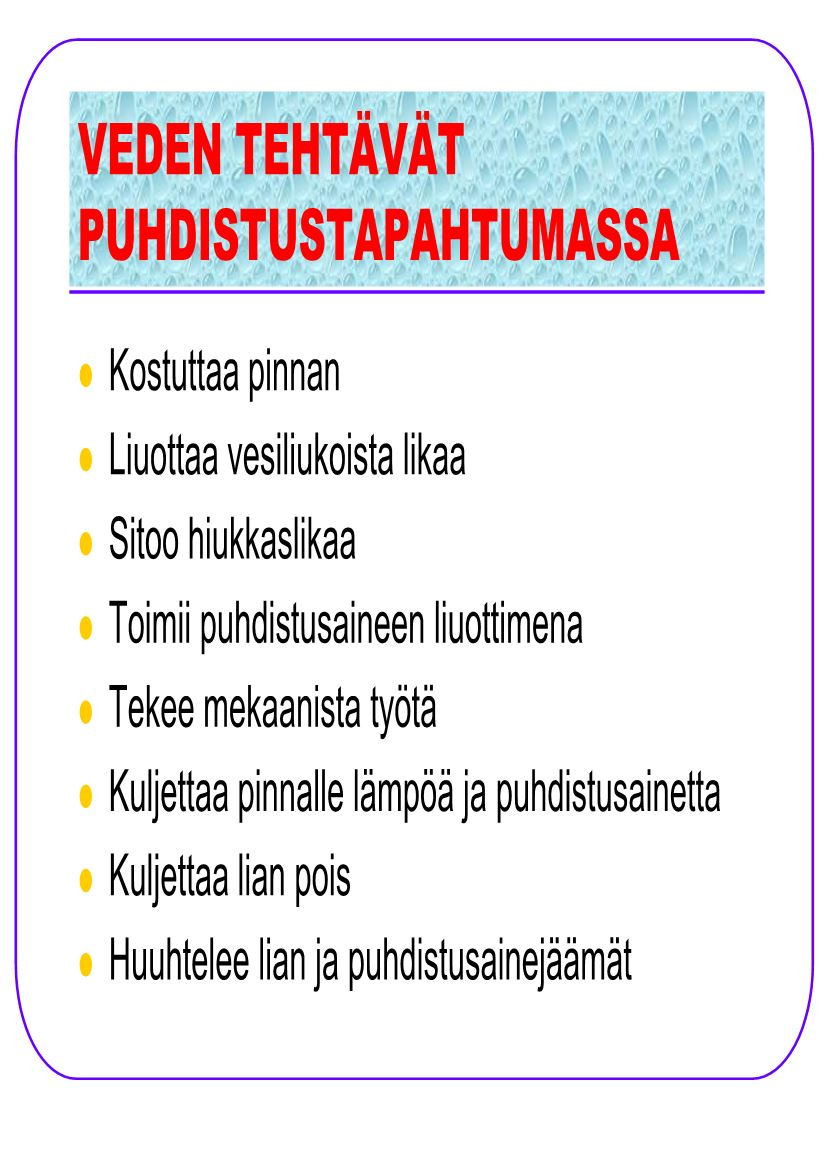 VEDEN TEHTÄVÄT
PUHDISTUSTAPAHTUMASSA
Kostuttaa pinnan
Liuottaa vesiliukoista likaa
Sitoo hiukkaslikaa
Toimii puhdistusaineen liuottimena
Tekee mekaanista työtä
Kuljettaa pinnalle lämpöä ja puhdistusainetta
Kuljettaa lian pois
Huuhtelee lian ja puhdistusainejäämät